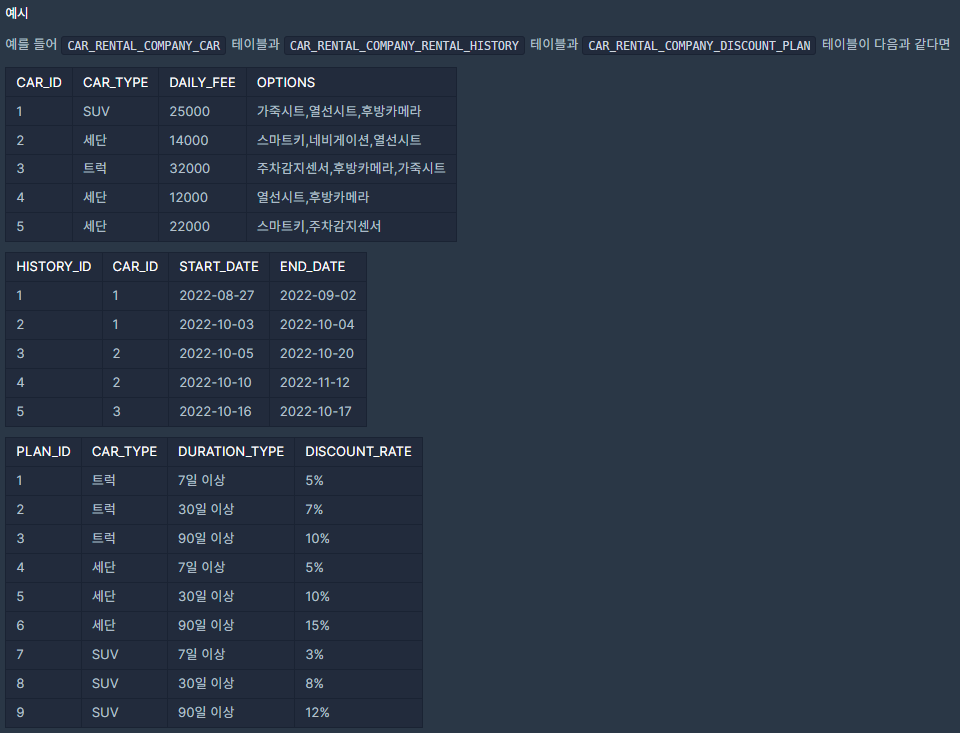 예시
예를 들어 CAR_RENTAL_COMPANY_CAR 테이블과 CAR_RENTAL_COMPANY_RENTAL_HISTORY 테이블과 CAR_RENTAL_COMPANY_DISCOUNT_PLAN 테이블이 다음과 같다면
CAR_ID CAR_TYPE DAILY_FEE OPTIONS
1 SUV 25000 가죽시트,열선시트,후방카메라
2 세단 14000 스마트키,네비게이션,열선시트
3 트럭 32000 주차감지센서,후방카메라,가죽시트
4 세단 12000 열선시트,후방카메라
5 세단 22000 스마트키,주차감지센서
HISTORY_ID CAR_ID START_DATE END_DATE
1 1 2022-08-27 2022-09-02
2 1 2022-10-03 2022-10-04
3 2 2022-10-05 2022-10-20
4 2 2022-10-10 2022-11-12
5 3 2022-10-16 2022-10-17
PLAN_ID CAR_TYPE DURATION_TYPE DISCOUNT_RATE
1 트럭 7일 이상 5%
2 트럭 30일 이상 7%
3 트럭 90일 이상 10%
4 세단 7일 이상 5%
5 세단 30일 이상 10%
6 세단 90일 이상 15%
7 SUV 7일 이상 3%
8 SUV 30일 이상 8%
9 SUV 90일 이상 12%